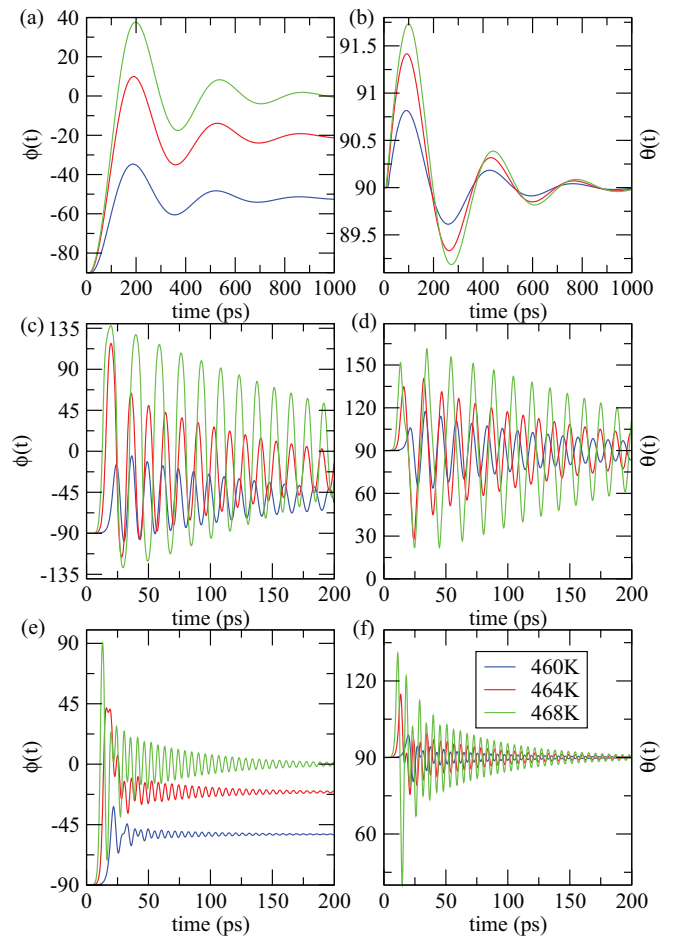 (a)
40
20
0
-20
-40
-60
-80
ϕ(t)
0 200 400 600 800 1000
time (ps)
(b)
91.5
91
90.5
90
89.5
θ(t)
0 200 400 600 800 1000
time (ps)
(c)
135
90
45
0
-45
-90
-135
ϕ(t)
0 50 100 150 200
time (ps)
(d)
150
120
90
60
30
0
θ(t)
0 50 100 150 200
time (ps)
(e)
90
45
0
-45
-90
ϕ(t)
0 50 100 150 200
time (ps)
(f)
460K
464K
468K
120
90
60
θ(t)
0 50 100 150 200
time (ps)